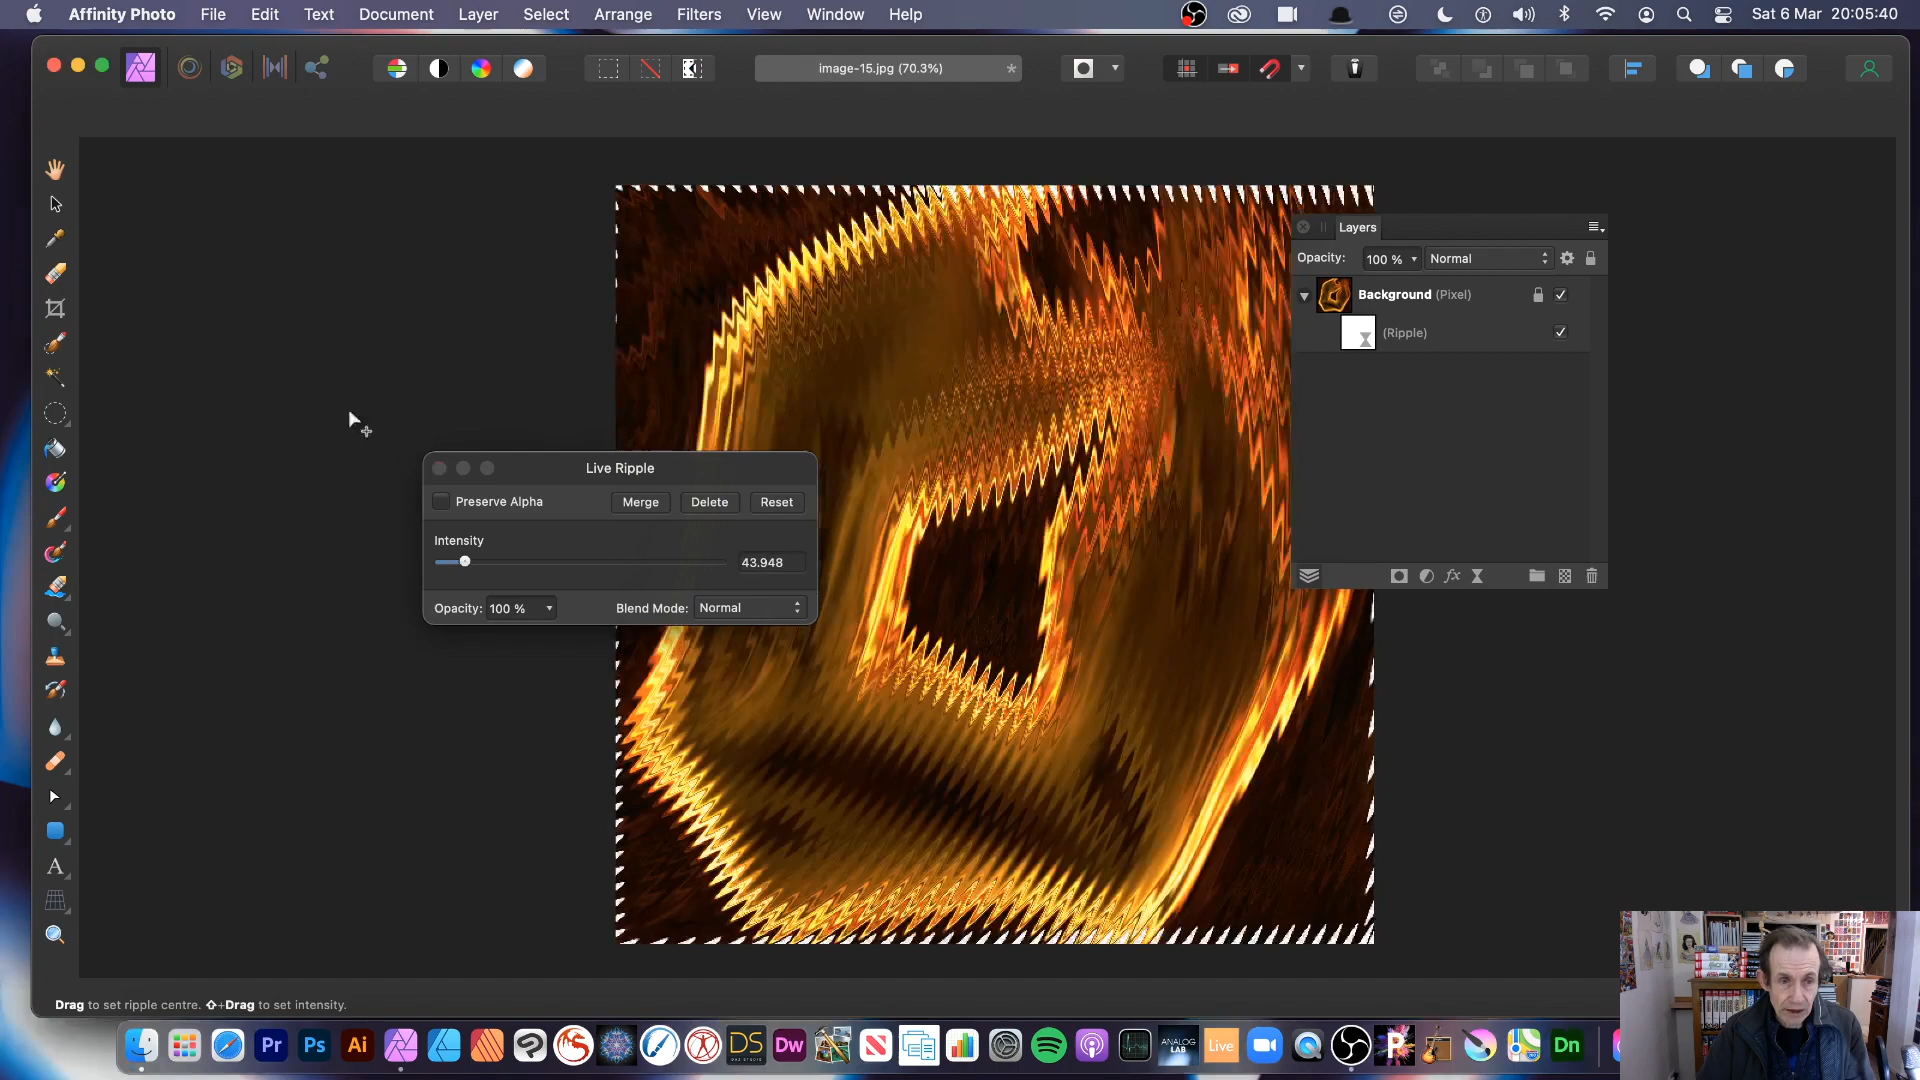 Affinity Photo File Edit Text Document Layer Select Arrange Filters View Window Help Sat 6 Mar 20:05:40
image-15.jpg (70.3%) *
Layers
Opacity: 100 % Normal
Background (Pixel)
(Ripple)
Live Ripple
Preserve Alpha Merge Delete Reset
Intensity
43.948
Opacity: 100 % Blend Mode: Normal
fx
A
Drag to set ripple centre. ⇧+Drag to set intensity.
Pr Ps Ai DS Dw ANALOG LAB Live P Dn